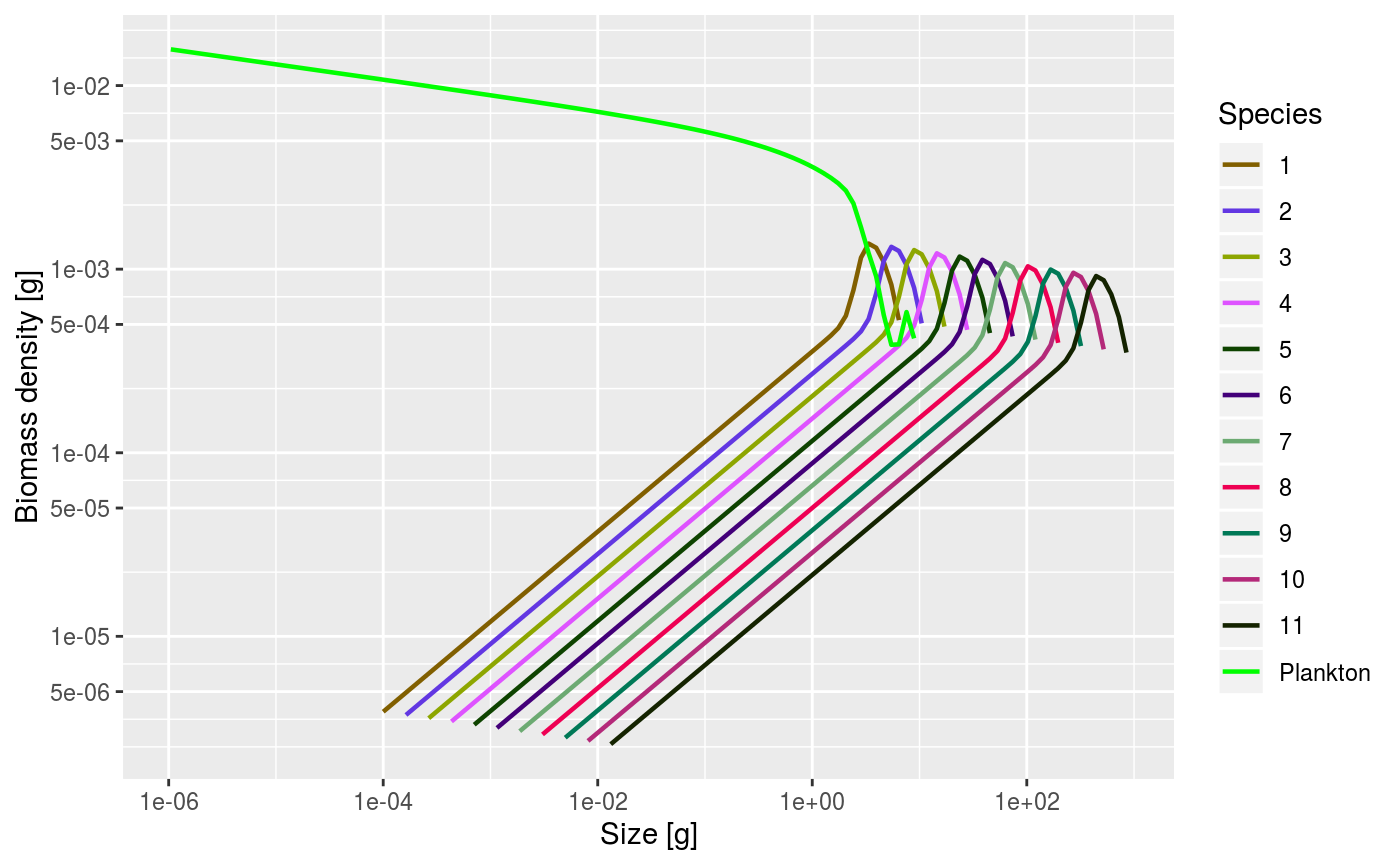 Biomass density [g]
1e-02
5e-03
1e-03
5e-04
1e-04
5e-05
1e-05
5e-06
1e-06
1e-04
1e-02
1e+00
1e+02
Size [g]
Species
1
2
3
4
5
6
7
8
9
10
11
Plankton